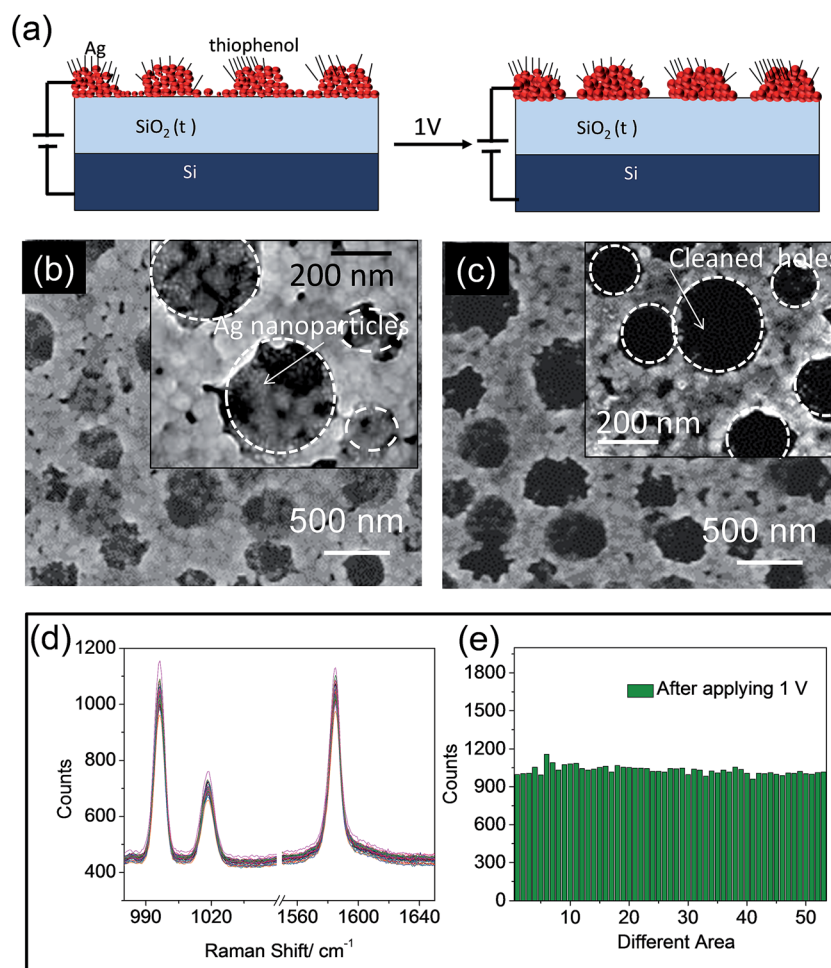 (a)
Ag
thiophenol
SiO2 (t )
Si
1V
SiO2 (t )
Si
(b)
200 nm
Ag nanoparticles
500 nm
(c)
Cleaned holes
200 nm
500 nm
(d)
1200
1000
800
600
400
Counts
990 1020 1560 1600 1640
Raman Shift/ cm-1
(e)
1800
1500
1200
900
600
300
0
Counts
After applying 1 V
10 20 30 40 50
Different Area